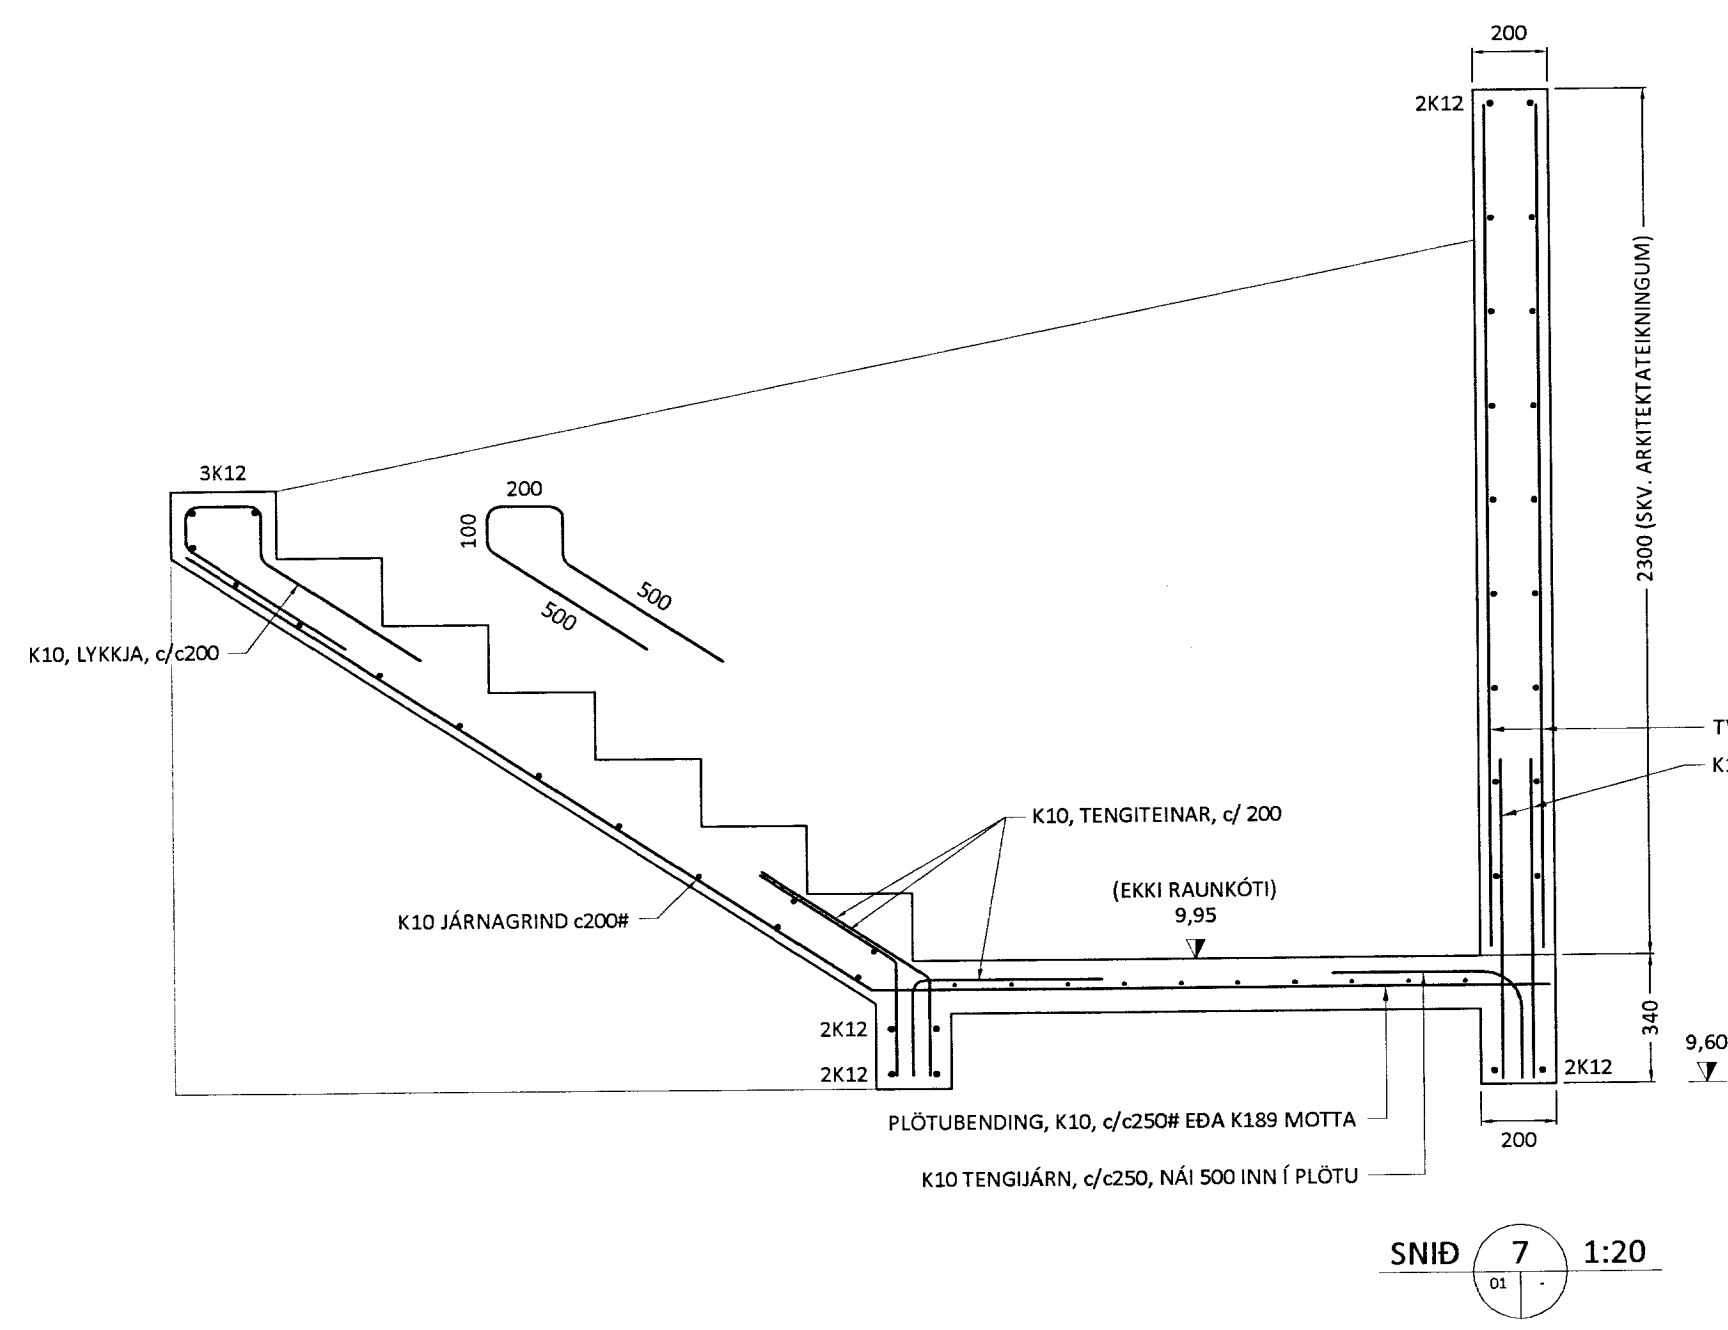 200
2K12
2300 (SKV. ARKITEKTATEIKNINGUM)
3K12
200
100
500
500
K10, LYKKJA, c/c200
K10, TENGITEINAR, c/ 200
(EKKI RAUNKÓTI)
9,95
K10 JÁRNAGRIND c200#
2K12
2K12
340
9,60
2K12
PLÖTUBENDING, K10, c/c250# EÐA K189 MOTTA
200
K10 TENGIJÁRN, c/c250, NÁI 500 INN Í PLÖTU
SNIÐ 7 1:20
01 -